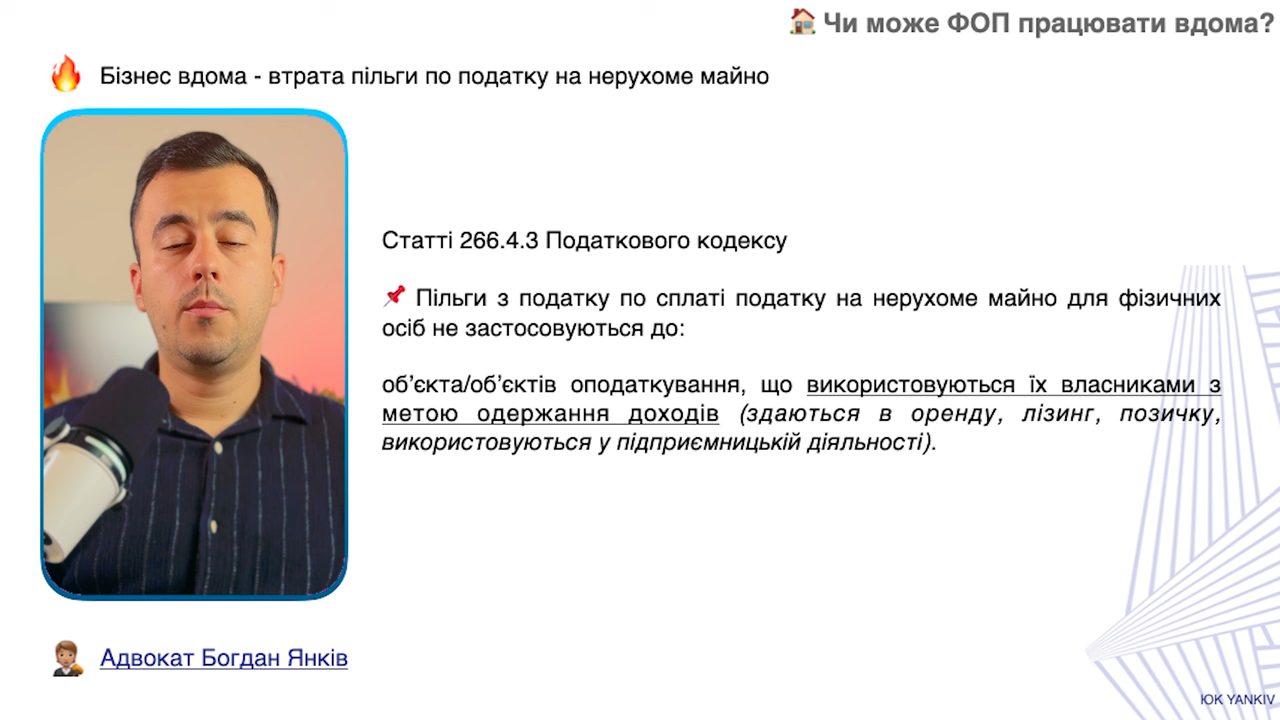 Чи може ФОП працювати вдома?
Бізнес вдома - втрата пільги по податку на нерухоме майно
Статті 266.4.3 Податкового кодексу
Пільги з податку по сплаті податку на нерухоме майно для фізичних
осіб не застосовуються до:
об’єкта/об’єктів оподаткування, що використовуються їх власниками з
метою одержання доходів (здаються в оренду, лізинг, позичку,
використовуються у підприємницькій діяльності).
Адвокат Богдан Янків
ЮК YANKIV